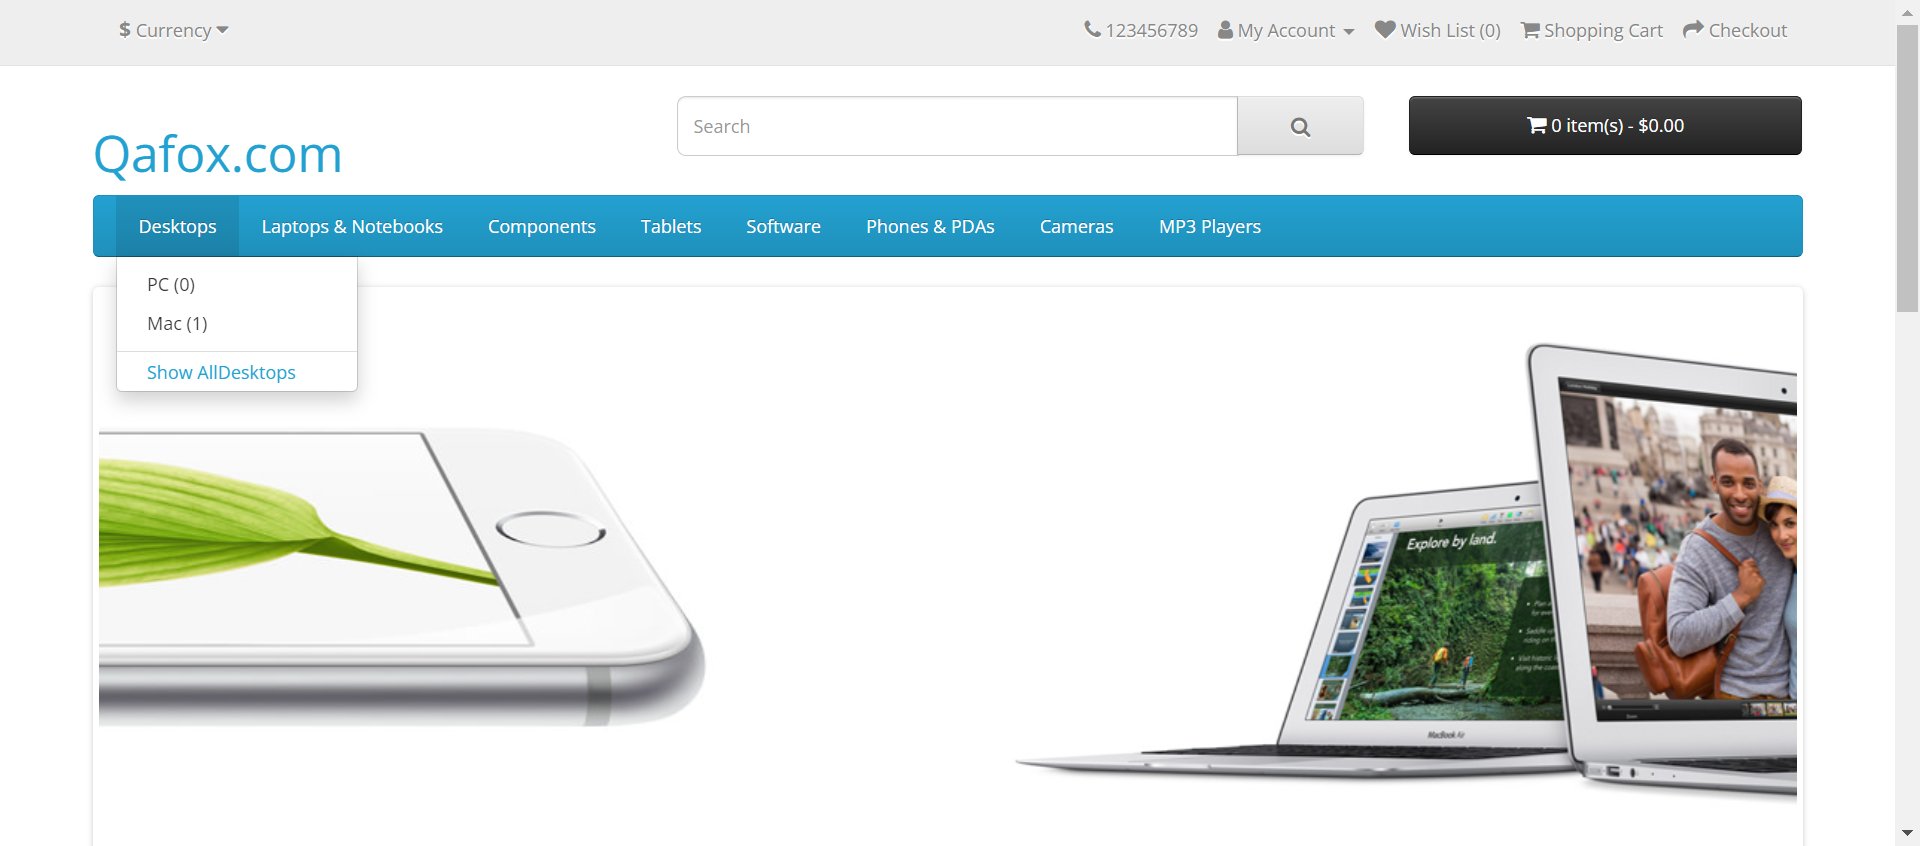 $ Currency
123456789 My Account Wish List (0) Shopping Cart Checkout
Qafox.com
Search
0 item(s) - $0.00
Desktops Laptops & Notebooks Components Tablets Software Phones & PDAs Cameras MP3 Players
PC (0)
Mac (1)
Show AllDesktops
Explore by land.
MacBook Air